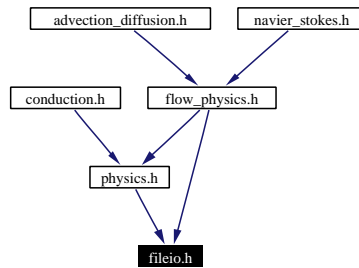 advection_diffusion.h
navier_stokes.h
conduction.h
flow_physics.h
physics.h
fileio.h